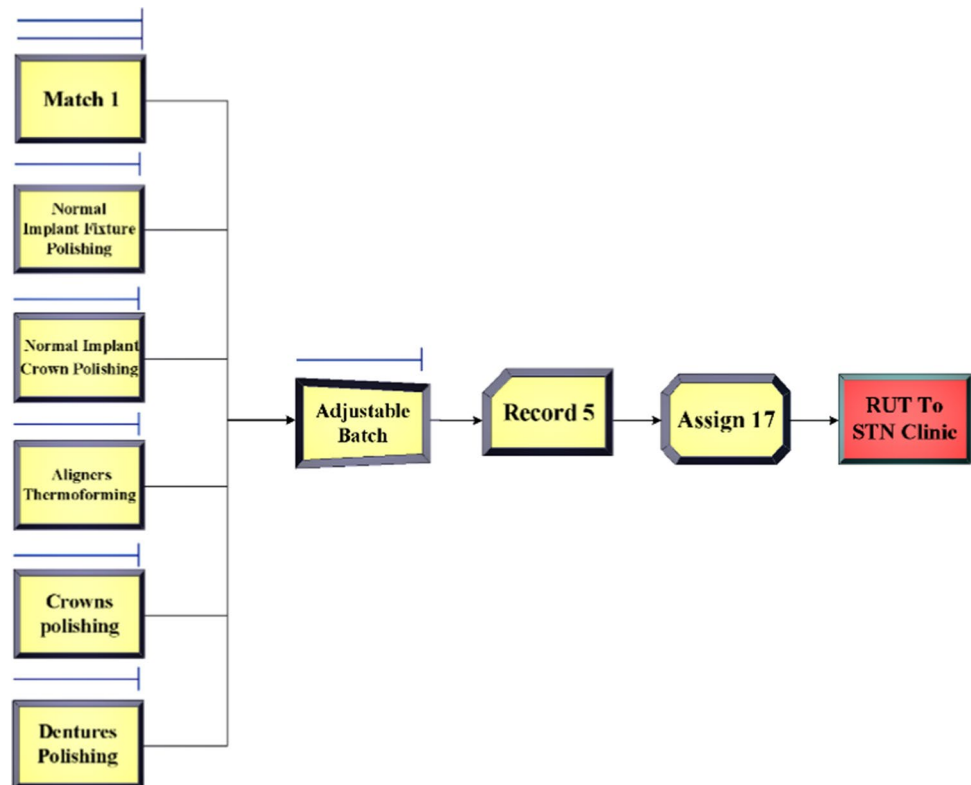 Match 1
Normal
Implant Fixture
Polishing
Normal Implant
Crown Polishing
Aligners
Thermoforming
Crowns
polishing
Dentures
Polishing
Adjustable
Batch
Record 5
Assign 17
RUT To
STN Clinic